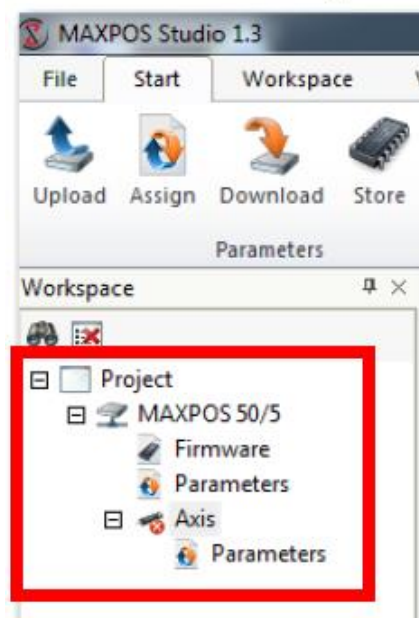 MAXPOS Studio 1.3
File Start Workspace
Upload Assign Download Store
Parameters
Workspace
Project
MAXPOS 50/5
Firmware
Parameters
Axis
Parameters